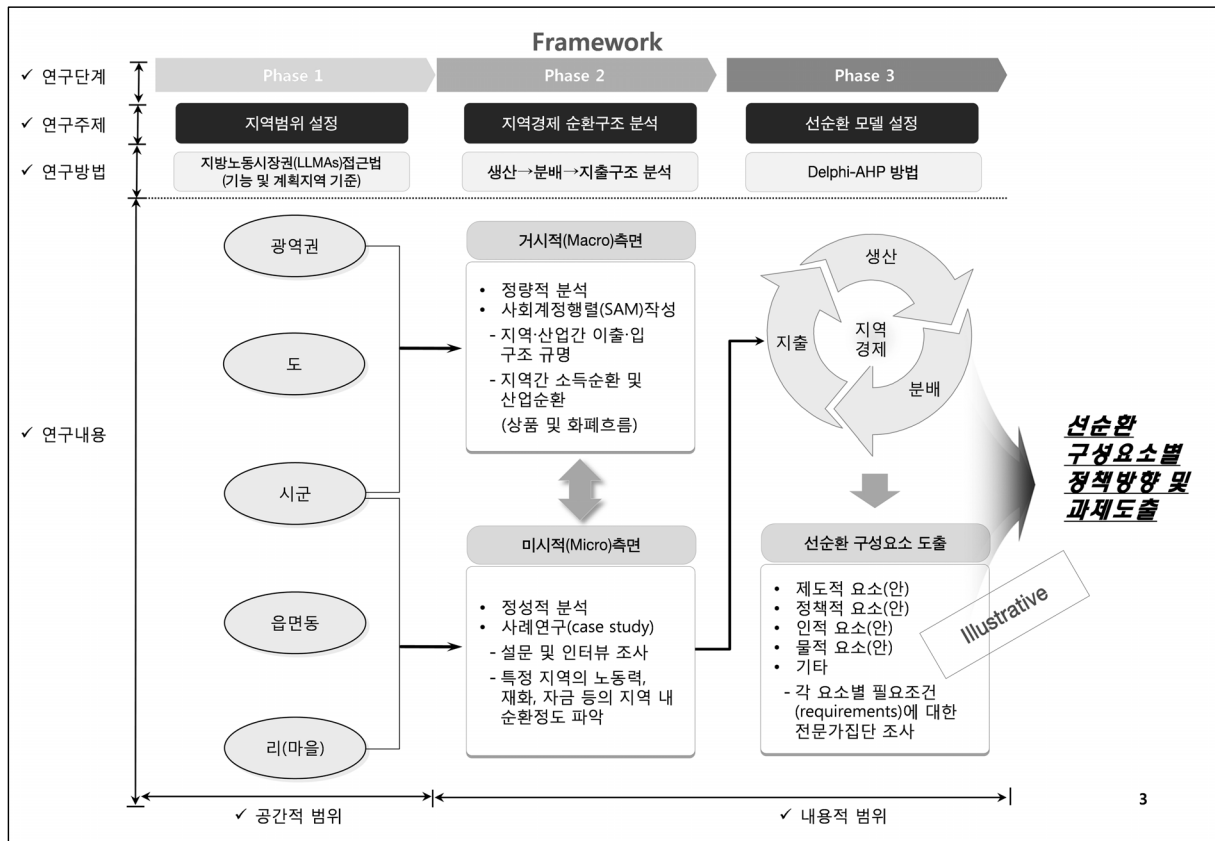 Framework
✓ 연구단계
Phase 1
Phase 2
Phase 3
✓ 연구주제
지역범위 설정
지역경제 순환구조 분석
선순환 모델 설정
✓ 연구방법
지방노동시장권(LLMAs)접근법
(기능 및 계획지역 기준)
생산→분배→지출구조 분석
Delphi-AHP 방법
✓ 연구내용
광역권
도
시군
읍면동
리(마을)
거시적(Macro)측면
• 정량적 분석
• 사회계정행렬(SAM)작성
- 지역·산업간 이출·입
구조 규명
- 지역간 소득순환 및
산업순환
(상품 및 화폐흐름)
미시적(Micro)측면
• 정성적 분석
• 사례연구(case study)
- 설문 및 인터뷰 조사
- 특정 지역의 노동력,
재화, 자금 등의 지역 내
순환정도 파악
생산
지출
지역
경제
분배
선순환 구성요소 도출
• 제도적 요소(안)
• 정책적 요소(안)
• 인적 요소(안)
• 물적 요소(안)
• 기타
- 각 요소별 필요조건
(requirements)에 대한
전문가집단 조사
Illustrative
선순환
구성요소별
정책방향 및
과제도출
✓ 공간적 범위
✓ 내용적 범위
3